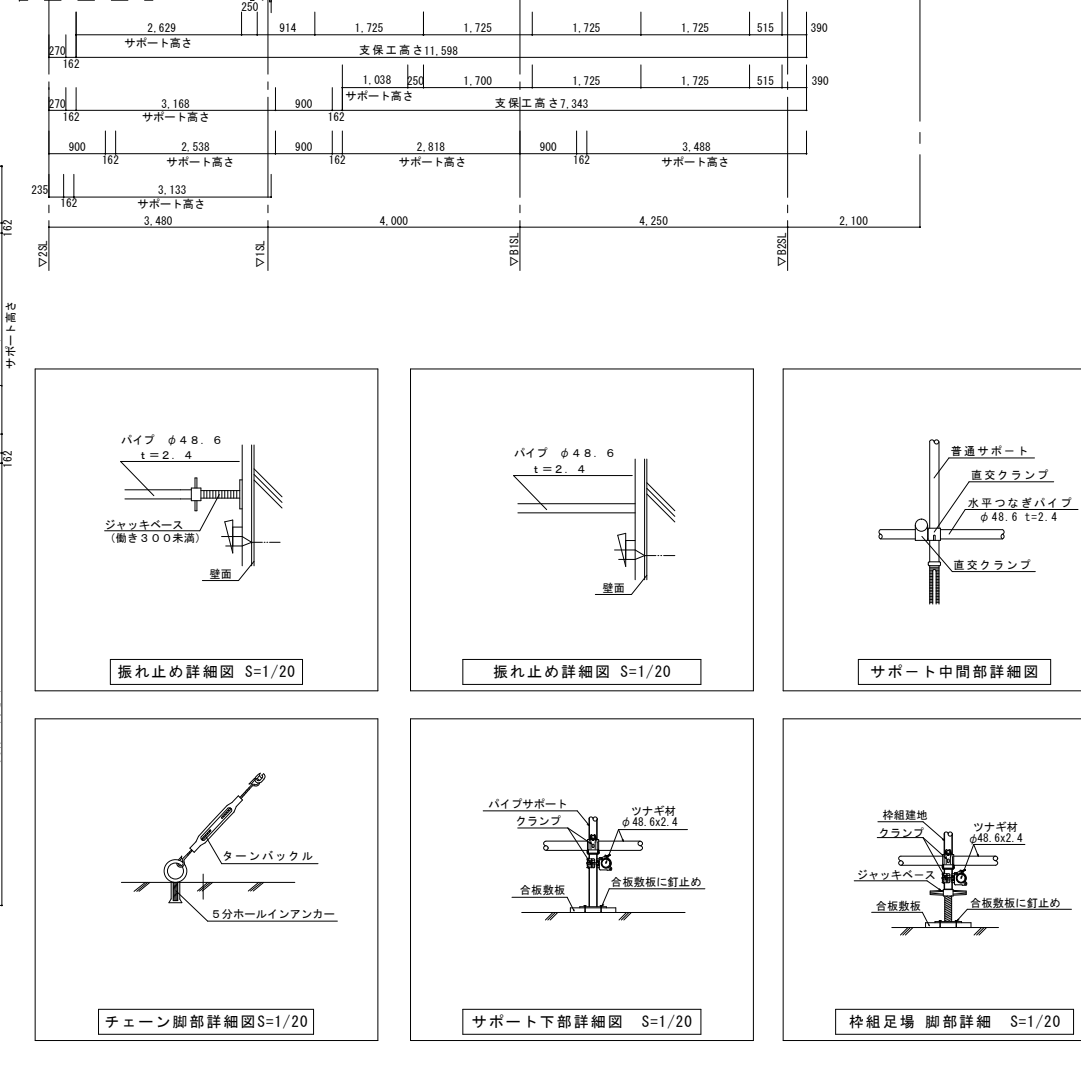 250
2,629
914
1,725
1,725
1,725
1,725
515
390
サポート高さ
270
162
支保工高さ11,598
1,038
250
1,700
1,725
1,725
515
390
サポート高さ
270
162
3,168
900
162
支保工高さ7,343
サポート高さ
900
162
2,538
900
162
2,818
900
162
3,488
サポート高さ
サポート高さ
サポート高さ
235
162
3,133
サポート高さ
3,480
4,000
4,250
2,100
▽2SL
▽1SL
▽B1SL
▽B2SL
162
サポート高さ
162
パイプ φ48.6
t=2.4
ジャッキベース
(働き300未満)
壁面
振れ止め詳細図 S=1/20
パイプ φ48.6
t=2.4
壁面
振れ止め詳細図 S=1/20
普通サポート
直交クランプ
水平つなぎパイプ
φ48.6 t=2.4
直交クランプ
サポート中間部詳細図
ターンバックル
5分ホールインアンカー
チェーン脚部詳細図S=1/20
パイプサポート
クランプ
ツナギ材
φ48.6x2.4
合板敷板
合板敷板に釘止め
サポート下部詳細図 S=1/20
枠組建地
クランプ
ツナギ材
φ48.6x2.4
ジャッキベース
合板敷板
合板敷板に釘止め
枠組足場 脚部詳細 S=1/20